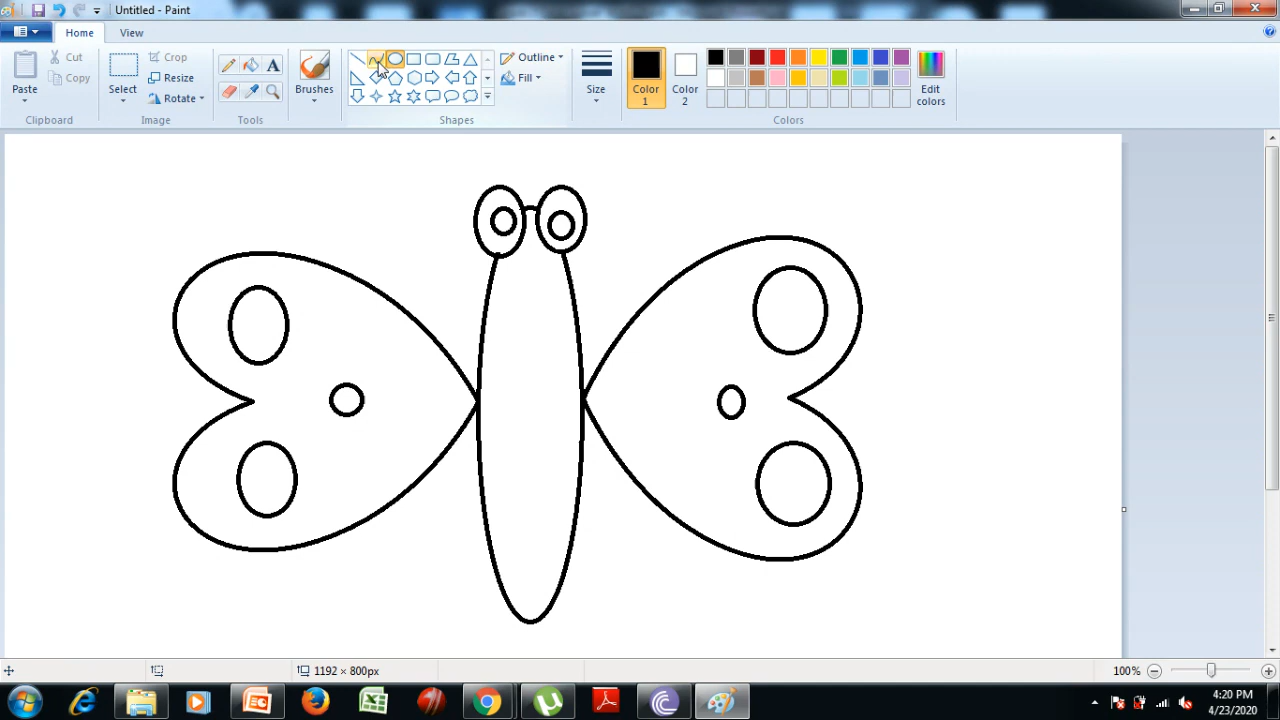 Untitled - Paint
Home View
Paste
Cut
Copy
Clipboard
Select
Crop
Resize
Rotate
Image
A
Tools
Brushes
Outline
Fill
Shapes
Size
Color
1
Color
2
Edit
colors
Colors
1192 × 800px
100%
4:20 PM
4/23/2020